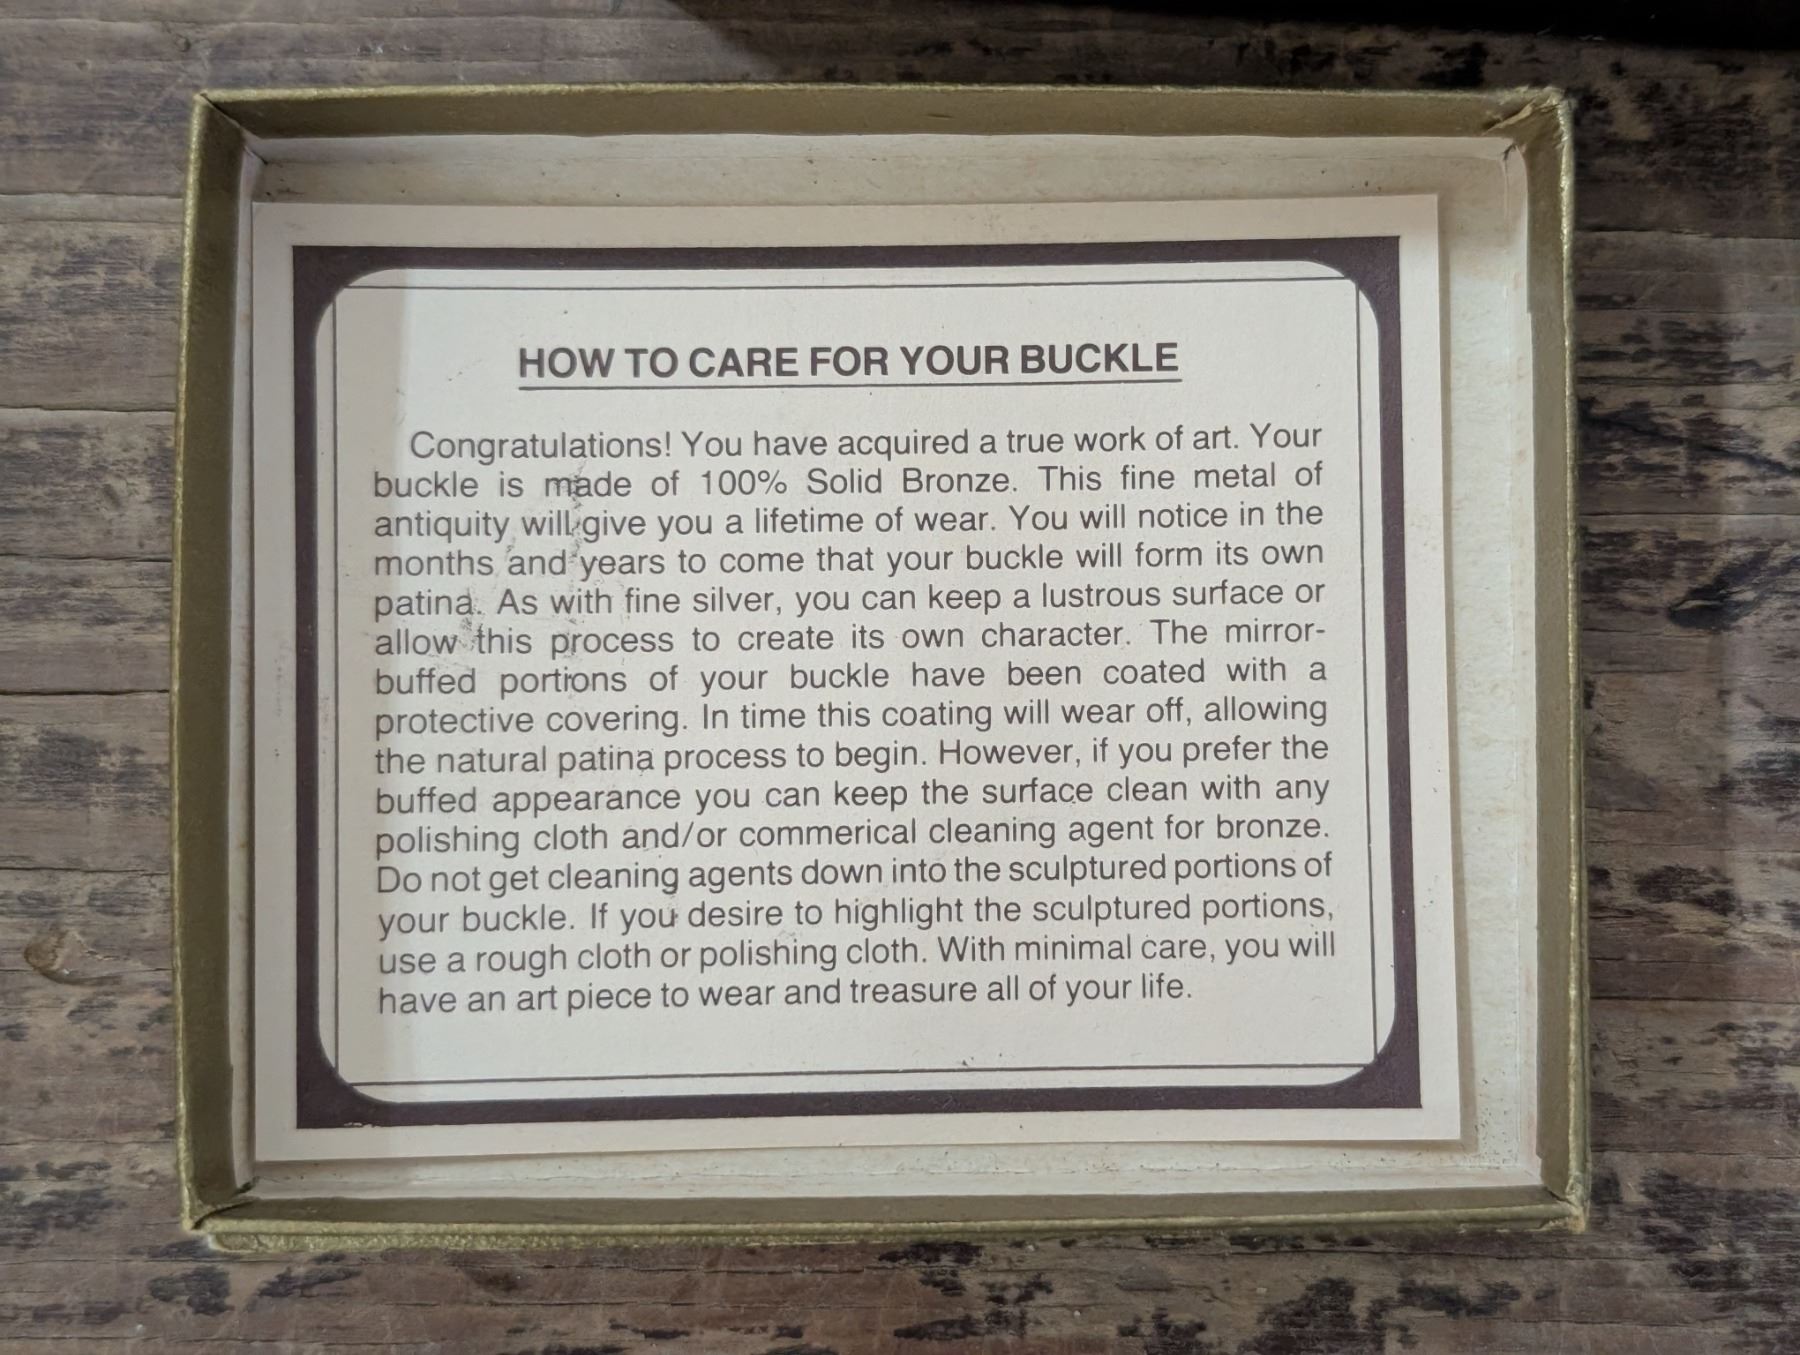 HOW TO CARE FOR YOUR BUCKLE
Congratulations! You have acquired a true work of art. Your
buckle is made of 100% Solid Bronze. This fine metal of
antiquity will give you a lifetime of wear. You will notice in the
months and years to come that your buckle will form its own
patina. As with fine silver, you can keep a lustrous surface or
allow this process to create its own character. The mirror-
buffed portions of your buckle have been coated with a
protective covering. In time this coating will wear off, allowing
the natural patina process to begin. However, if you prefer the
buffed appearance you can keep the surface clean with any
polishing cloth and/or commerical cleaning agent for bronze.
Do not get cleaning agents down into the sculptured portions of
your buckle. If you desire to highlight the sculptured portions,
use a rough cloth or polishing cloth. With minimal care, you will
have an art piece to wear and treasure all of your life.